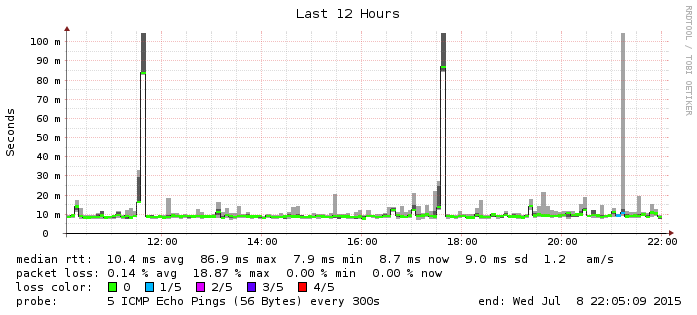 Last 12 Hours
RRDTOOL / TOBI OETIKER
Seconds
100 m
90 m
80 m
70 m
60 m
50 m
40 m
30 m
20 m
10 m
0
12:00 14:00 16:00 18:00 20:00 22:00
median rtt: 10.4 ms avg 86.9 ms max 7.9 ms min 8.7 ms now 9.0 ms sd 1.2 am/s
packet loss: 0.14 % avg 18.87 % max 0.00 % min 0.00 % now
loss color: 0 1/5 2/5 3/5 4/5
probe: 5 ICMP Echo Pings (56 Bytes) every 300s end: Wed Jul 8 22:05:09 2015